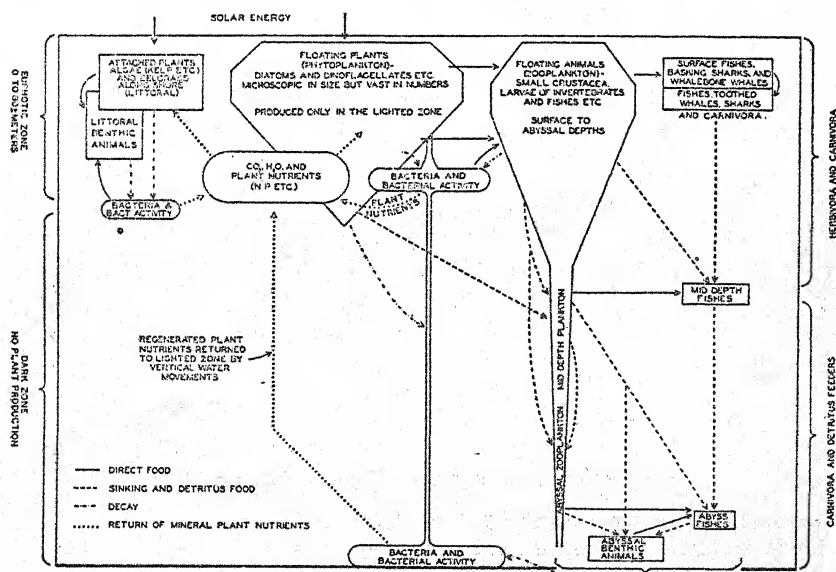 SOLAR ENERGY
EUPHOTIC ZONE
ATTACHED PLANTS
ALGAE (KELP ETC)
AND EELGRASS
ALONG SHORE
(LITTORAL)
LITTORAL
BENTHIC
ANIMALS
BACTERIA &
BACT ACTIVITY
FLOATING PLANTS
(PHYTOPLANKTON)-
DIATOMS AND DINOFLAGELLATES ETC.
MICROSCOPIC IN SIZE BUT VAST IN NUMBERS
PRODUCED ONLY IN THE LIGHTED ZONE
CO₂, H₂O, AND
PLANT NUTRIENTS
(N P ETC)
BACTERIA AND
BACTERIAL ACTIVITY
PLANT
NUTRIENTS
FLOATING ANIMALS
(ZOOPLANKTON)-
SMALL CRUSTACEA,
LARVAE OF INVERTEBRATES
AND FISHES ETC
SURFACE TO
ABYSSAL DEPTHS
SURFACE FISHES,
BASKING SHARKS, AND
WHALEBONE WHALES
FISHES, TOOTHED
WHALES, SHARKS
AND CARNIVORA.
HERBIVORA AND CARNIVORA
MID DEPTH
FISHES
DARK ZONE
NO PLANT PRODUCTION
REGENERATED PLANT
NUTRIENTS RETURNED
TO LIGHTED ZONE BY
VERTICAL WATER
MOVEMENTS
ABYSSAL ZOOPLANKTON MID DEPTH PLANKTON
CARNIVORA AND DETRITUS FEEDERS
DIRECT FOOD
SINKING AND DETRITUS FOOD
DECAY
RETURN OF MINERAL PLANT NUTRIENTS
BACTERIA AND
BACTERIAL ACTIVITY
ABYSS
FISHES
ABYSSAL
BENTHIC
ANIMALS